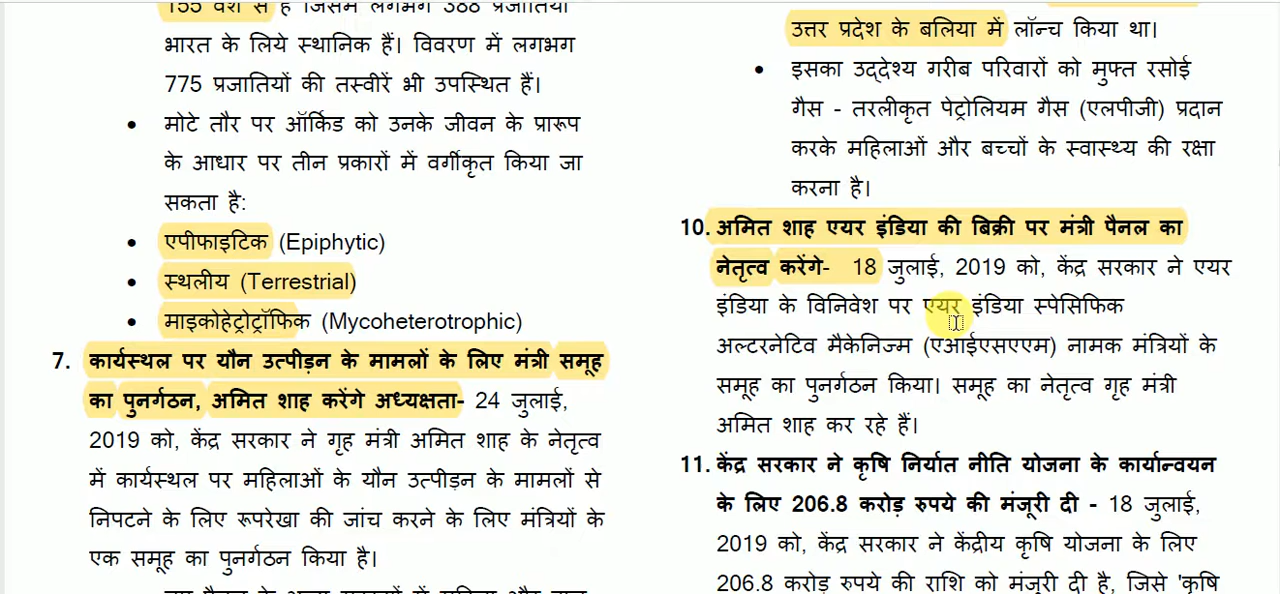 155 वंश से हैं जिसमें लगभग 388 प्रजातियाँ
भारत के लिये स्थानिक हैं। विवरण में लगभग
775 प्रजातियों की तस्वीरें भी उपस्थित हैं।
• मोटे तौर पर ऑर्किड को उनके जीवन के प्रारूप
के आधार पर तीन प्रकारों में वर्गीकृत किया जा
सकता है:
• एपीफाइटिक (Epiphytic)
• स्थलीय (Terrestrial)
• माइकोहेट्रोट्रॉफिक (Mycoheterotrophic)
7. कार्यस्थल पर यौन उत्पीड़न के मामलों के लिए मंत्री समूह
का पुनर्गठन, अमित शाह करेंगे अध्यक्षता- 24 जुलाई,
2019 को, केंद्र सरकार ने गृह मंत्री अमित शाह के नेतृत्व
में कार्यस्थल पर महिलाओं के यौन उत्पीड़न के मामलों से
निपटने के लिए रूपरेखा की जांच करने के लिए मंत्रियों के
एक समूह का पुनर्गठन किया है।
उत्तर प्रदेश के बलिया में लॉन्च किया था।
• इसका उद्देश्य गरीब परिवारों को मुफ्त रसोई
गैस - तरलीकृत पेट्रोलियम गैस (एलपीजी) प्रदान
करके महिलाओं और बच्चों के स्वास्थ्य की रक्षा
करना है।
10. अमित शाह एयर इंडिया की बिक्री पर मंत्री पैनल का
नेतृत्व करेंगे- 18 जुलाई, 2019 को, केंद्र सरकार ने एयर
इंडिया के विनिवेश पर एयर इंडिया स्पेसिफिक
अल्टरनेटिव मैकेनिज्म (एआईएसएएम) नामक मंत्रियों के
समूह का पुनर्गठन किया। समूह का नेतृत्व गृह मंत्री
अमित शाह कर रहे हैं।
11. केंद्र सरकार ने कृषि निर्यात नीति योजना के कार्यान्वयन
के लिए 206.8 करोड़ रुपये की मंजूरी दी - 18 जुलाई,
2019 को, केंद्र सरकार ने केंद्रीय कृषि योजना के लिए
206.8 करोड़ रुपये की राशि को मंजूरी दी है, जिसे 'कृषि